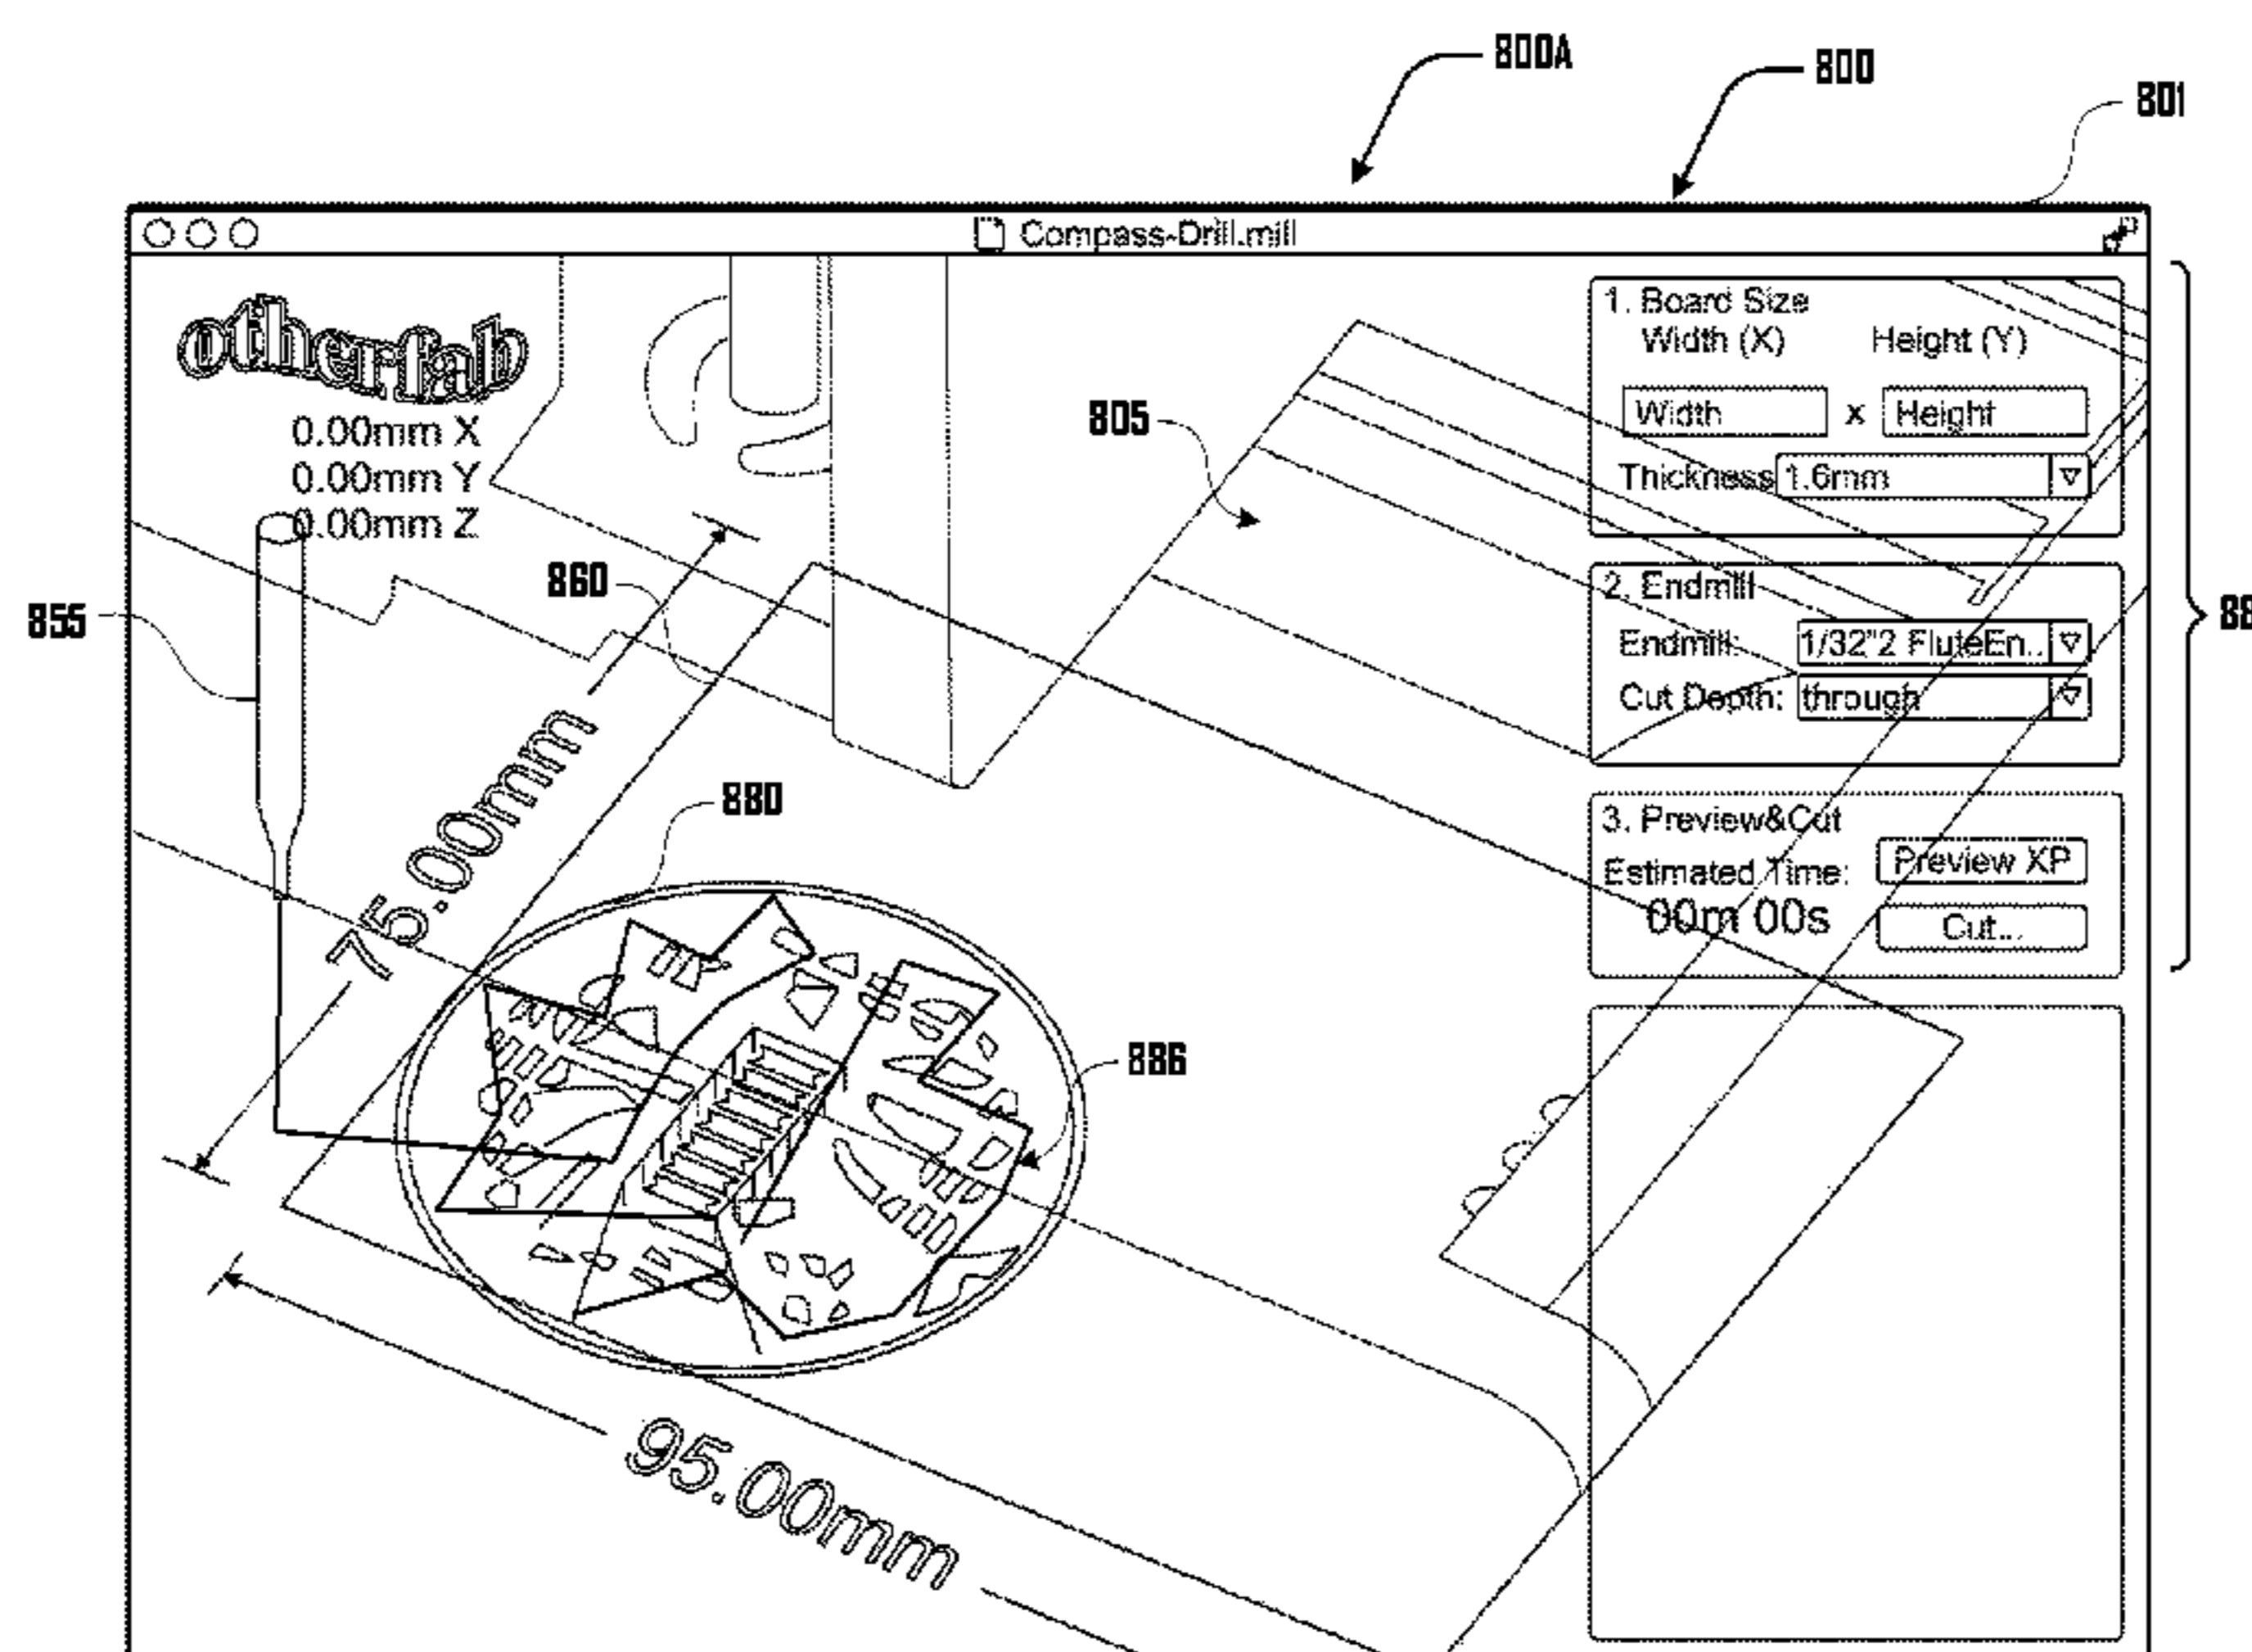 800A
800
801
Compass-Drill.mill
otherfab
0.00mm X
0.00mm Y
0.00mm Z
1. Board Size
Width (X) Height (Y)
Width x Height
Thickness 1.6mm
805
860
855
2. Endmill
Endmill: 1/32"2 FluteEn..
Cut Depth: through
75.00mm
880
3. Preview&Cut
Estimated Time: Preview XP
00m 00s Cut...
886
95.00mm